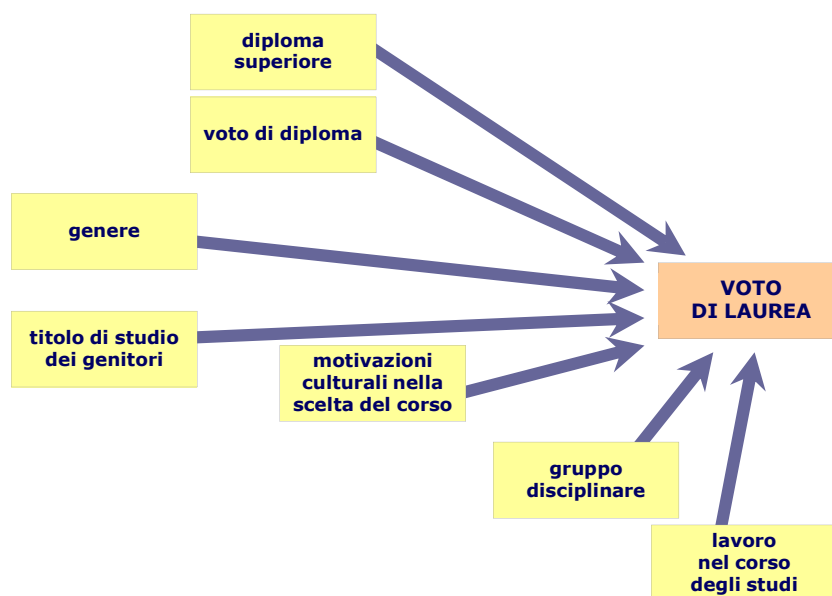 diploma
superiore
voto di diploma
genere
VOTO
DI LAUREA
titolo di studio
dei genitori
motivazioni
culturali nella
scelta del corso
gruppo
disciplinare
lavoro
nel corso
degli studi